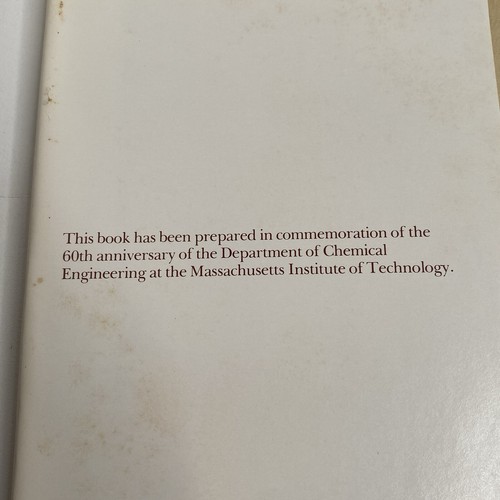 This book has been prepared in commemoration of the
60th anniversary of the Department of Chemical
Engineering at the Massachusetts Institute of Technology.